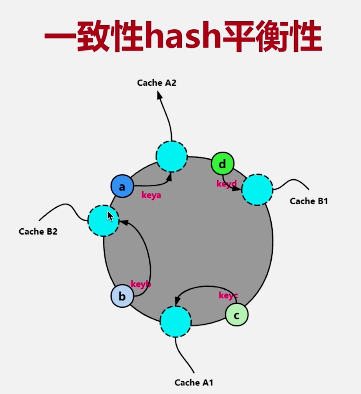 一致性hash平衡性
Cache A2
d
a
keya
keyd
Cache B1
Cache B2
keyb
b
keyc
c
Cache A1